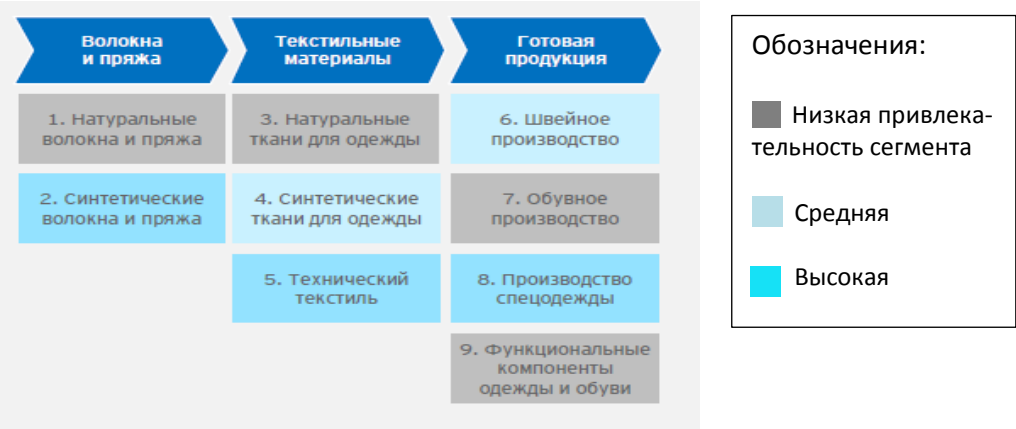 Волокна
и пряжа
Текстильные
материалы
Готовая
продукция
1. Натуральные
волокна и пряжа
3. Натуральные
ткани для одежды
6. Швейное
производство
2. Синтетические
волокна и пряжа
4. Синтетические
ткани для одежды
7. Обувное
производство
5. Технический
текстиль
8. Производство
спецодежды
9. Функциональные
компоненты
одежды и обуви
Обозначения:
Низкая привлека-
тельность сегмента
Средняя
Высокая